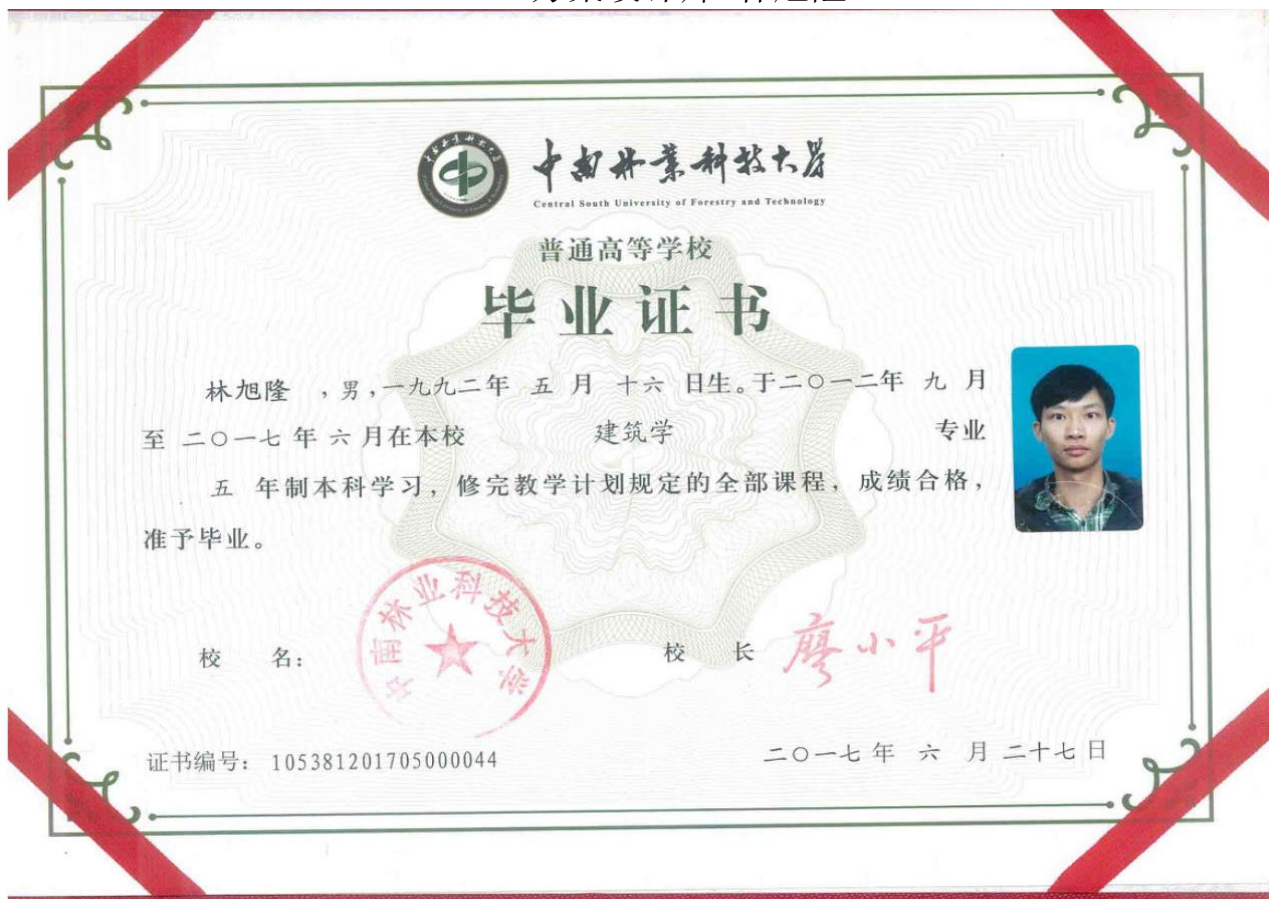 中南林业科技大学
Central South University of Forestry and Technology
普通高等学校
毕业证书
林旭隆 ,男,一九九二年 五 月 十六 日生。于二○一二年 九 月
至 二○一七 年 六 月在本校 建筑学 专业
五 年制本科学习，修完教学计划规定的全部课程，成绩合格，
准予毕业。
中南林业科技大学
校 名：
校 长 廖小平
证书编号： 105381201705000044
二○一七 年 六 月 二十七 日